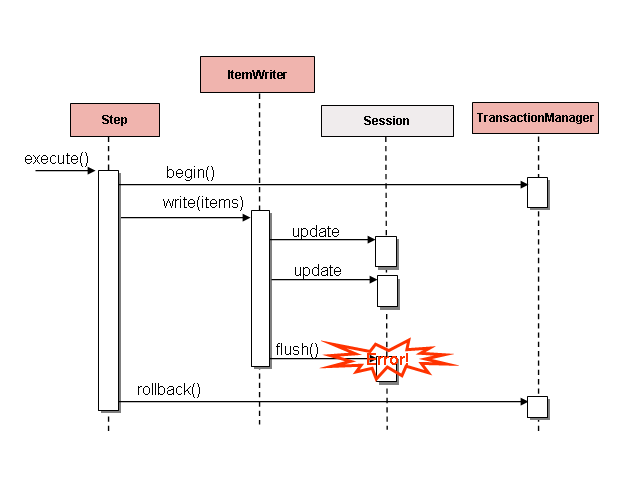 ItemWriter
Step
Session
TransactionManager
execute()
begin()
write(items)
update
update
flush()
Error!
rollback()